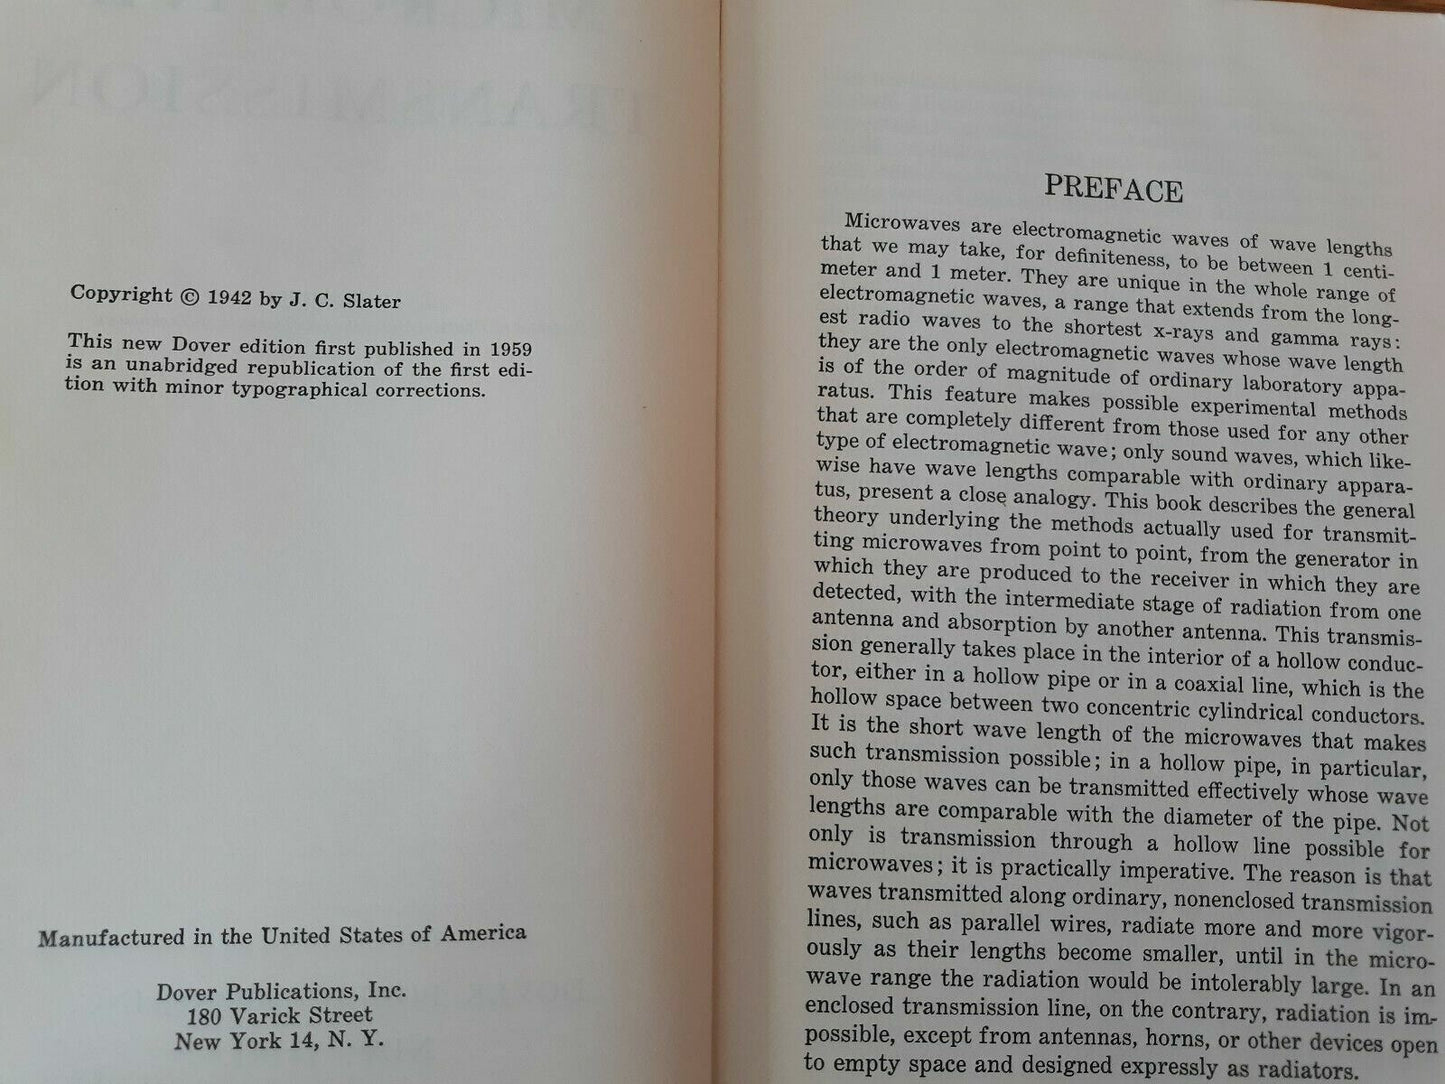 Copyright © 1942 by J. C. Slater
This new Dover edition first published in 1959
is an unabridged republication of the first edi-
tion with minor typographical corrections.
Manufactured in the United States of America
Dover Publications, Inc.
180 Varick Street
New York 14, N. Y.
PREFACE
Microwaves are electromagnetic waves of wave lengths
that we may take, for definiteness, to be between 1 centi-
meter and 1 meter. They are unique in the whole range of
electromagnetic waves, a range that extends from the long-
est radio waves to the shortest x-rays and gamma rays:
they are the only electromagnetic waves whose wave length
is of the order of magnitude of ordinary laboratory appa-
ratus. This feature makes possible experimental methods
that are completely different from those used for any other
type of electromagnetic wave; only sound waves, which like-
wise have wave lengths comparable with ordinary appara-
tus, present a close analogy. This book describes the general
theory underlying the methods actually used for transmit-
ting microwaves from point to point, from the generator in
which they are produced to the receiver in which they are
detected, with the intermediate stage of radiation from one
antenna and absorption by another antenna. This transmis-
sion generally takes place in the interior of a hollow conduc-
tor, either in a hollow pipe or in a coaxial line, which is the
hollow space between two concentric cylindrical conductors.
It is the short wave length of the microwaves that makes
such transmission possible; in a hollow pipe, in particular,
only those waves can be transmitted effectively whose wave
lengths are comparable with the diameter of the pipe. Not
only is transmission through a hollow line possible for
microwaves; it is practically imperative. The reason is that
waves transmitted along ordinary, nonenclosed transmission
lines, such as parallel wires, radiate more and more vigor-
ously as their lengths become smaller, until in the micro-
wave range the radiation would be intolerably large. In an
enclosed transmission line, on the contrary, radiation is im-
possible, except from antennas, horns, or other devices open
to empty space and designed expressly as radiators.